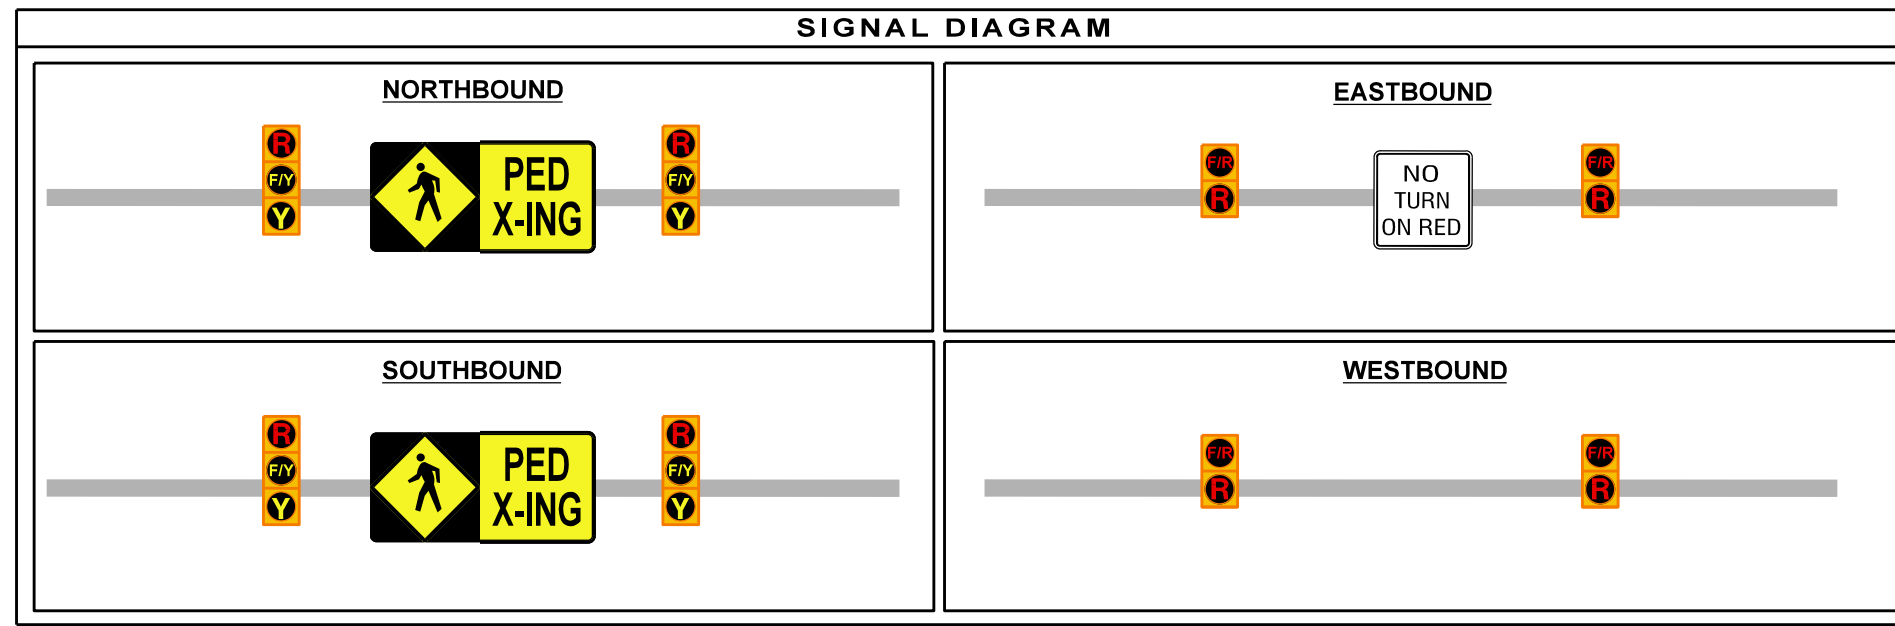 SIGNAL DIAGRAM
NORTHBOUND
R
F/Y
Y
PED
X-ING
R
F/Y
Y
EASTBOUND
F/R
R
NO
TURN
ON RED
F/R
R
SOUTHBOUND
R
F/Y
Y
PED
X-ING
R
F/Y
Y
WESTBOUND
F/R
R
F/R
R